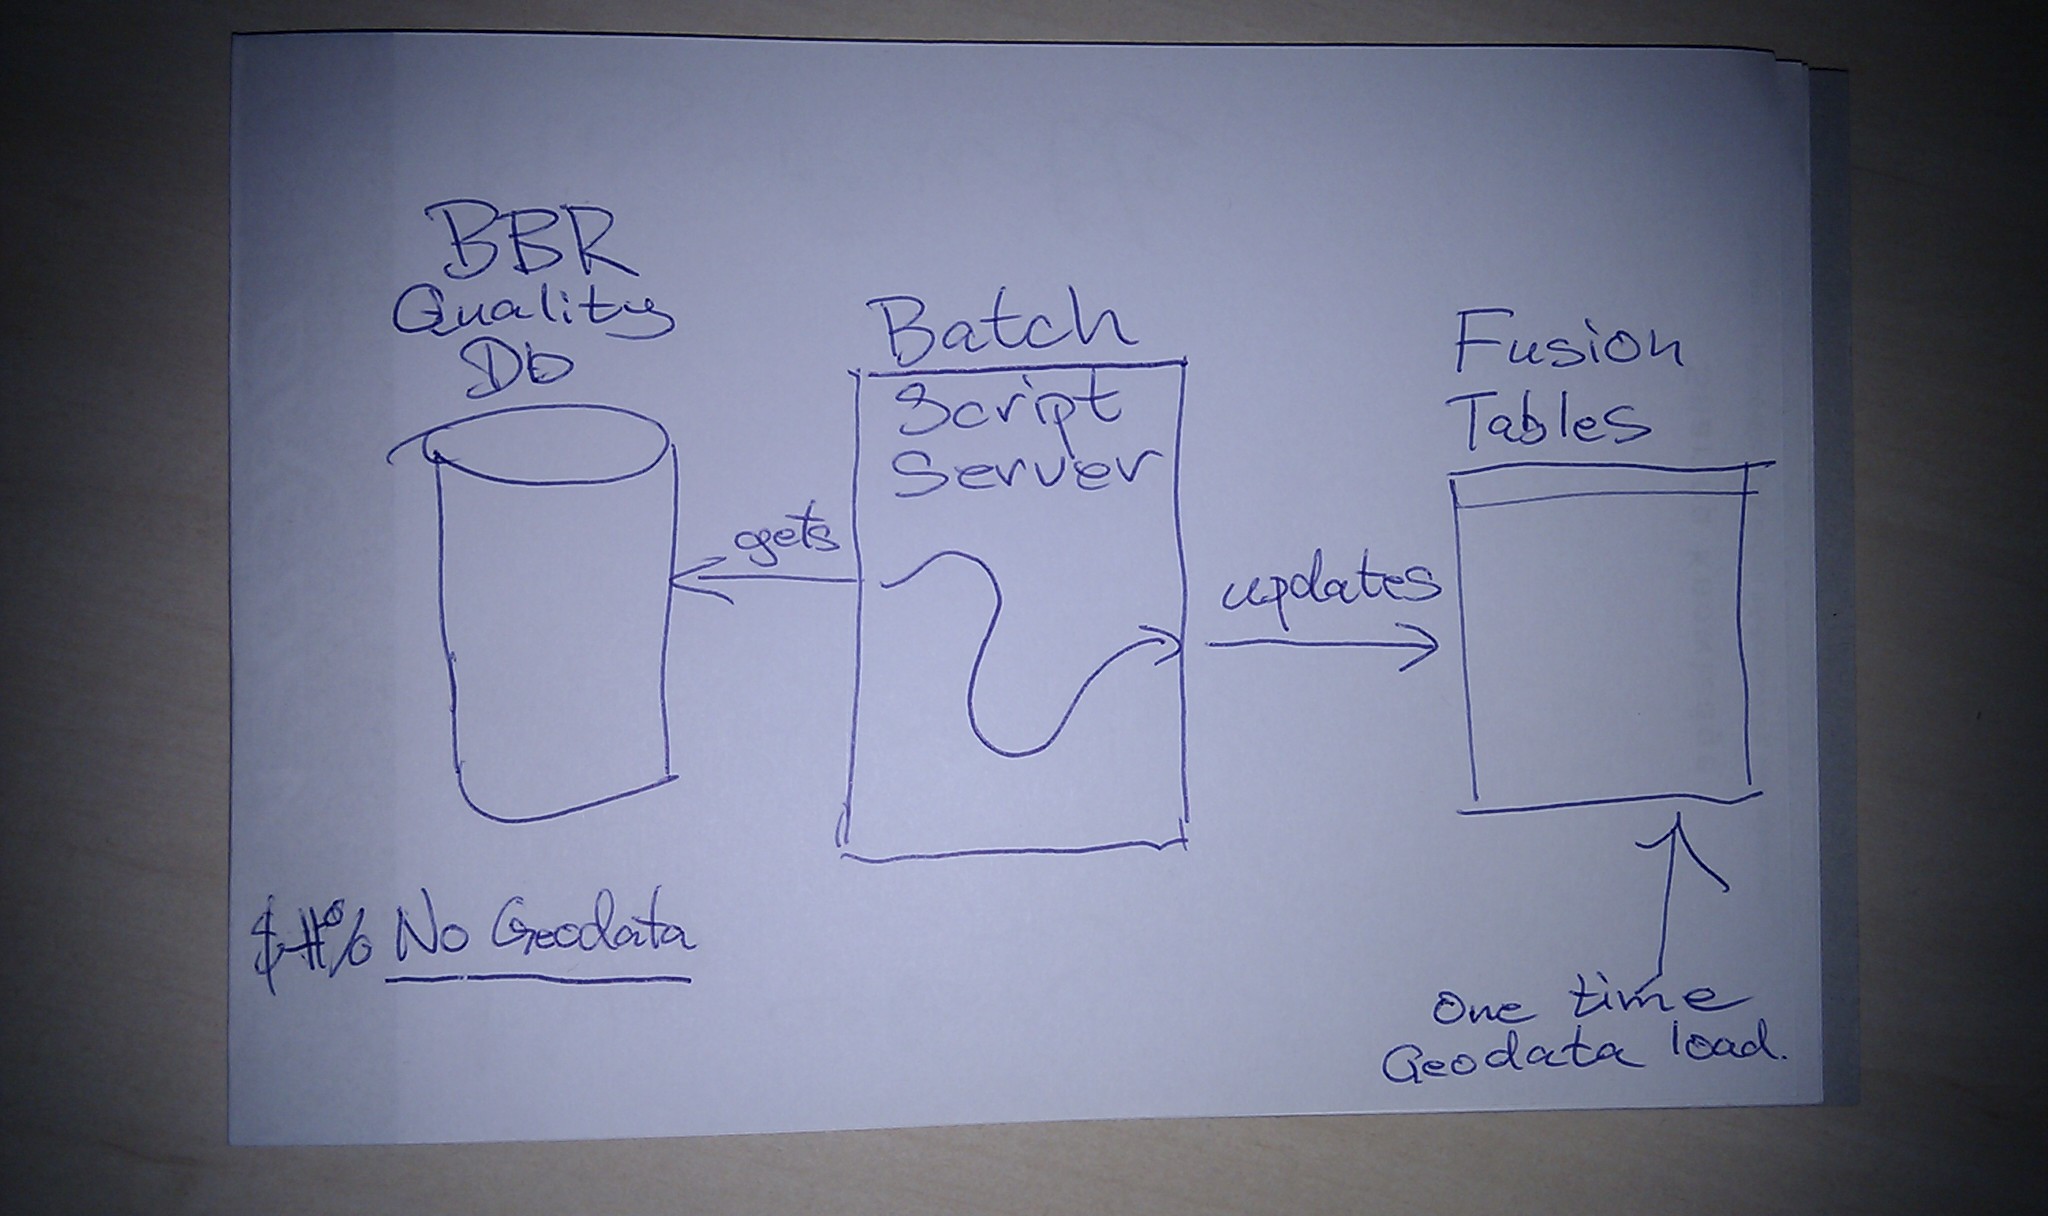 BBR
Quality
Db
Batch
Script
Server
gets
updates
Fusion
Tables
$#% No Geodata
One time
Geodata load.